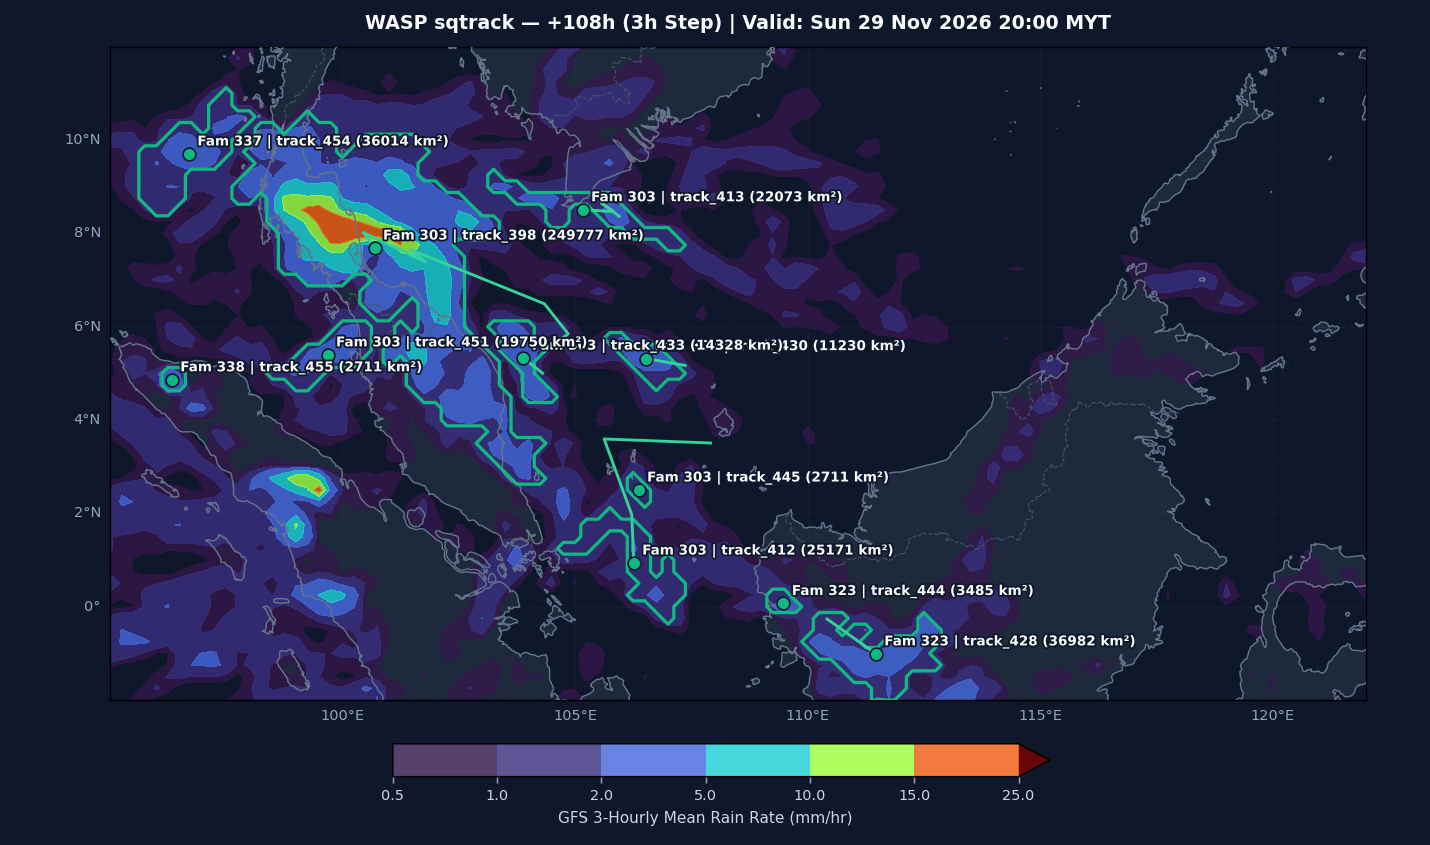 WASP sqtrack — +108h (3h Step) | Valid: Sun 29 Nov 2026 20:00 MYT
10°N
8°N
6°N
4°N
2°N
0°
Fam 337 | track_454 (36014 km²)
Fam 303 | track_413 (22073 km²)
Fam 303 | track_398 (249777 km²)
Fam 303 | track_451 (19750 km²)
track_433 (14328 km²)
(11230 km²)
Fam 338 | track_455 (2711 km²)
Fam 303 | track_445 (2711 km²)
Fam 303 | track_412 (25171 km²)
Fam 323 | track_444 (3485 km²)
Fam 323 | track_428 (36982 km²)
100°E 105°E 110°E 115°E 120°E
0.5 1.0 2.0 5.0 10.0 15.0 25.0
GFS 3-Hourly Mean Rain Rate (mm/hr)